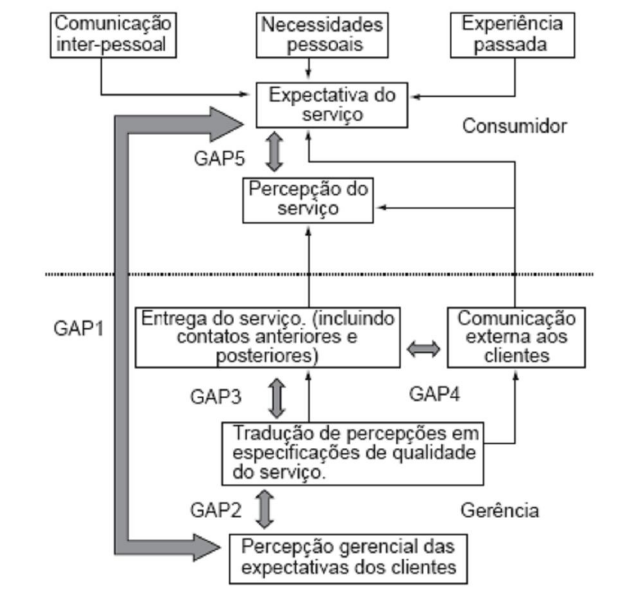 Comunicação
inter-pessoal
Necessidades
pessoais
Experiência
passada
Expectativa do
serviço
Consumidor
GAP5
Percepção do
serviço
GAP1
Entrega do serviço. (incluindo
contatos anteriores e
posteriores)
Comunicação
externa aos
clientes
GAP3
GAP4
Tradução de percepções em
especificações de qualidade
do serviço.
GAP2
Gerência
Percepção gerencial das
expectativas dos clientes